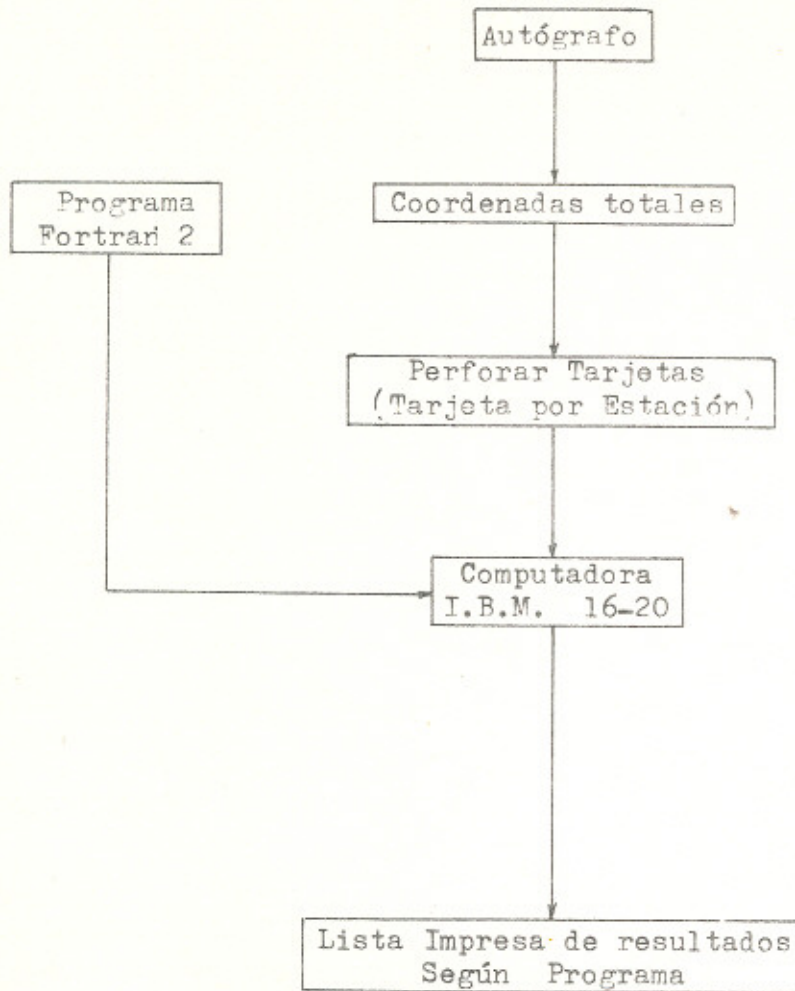 Autógrafo
Coordenadas totales
Programa
Fortran 2
Perforar Tarjetas
(Tarjeta por Estación)
Computadora
I.B.M. 16-20
Lista Impresa de resultados
Según Programa